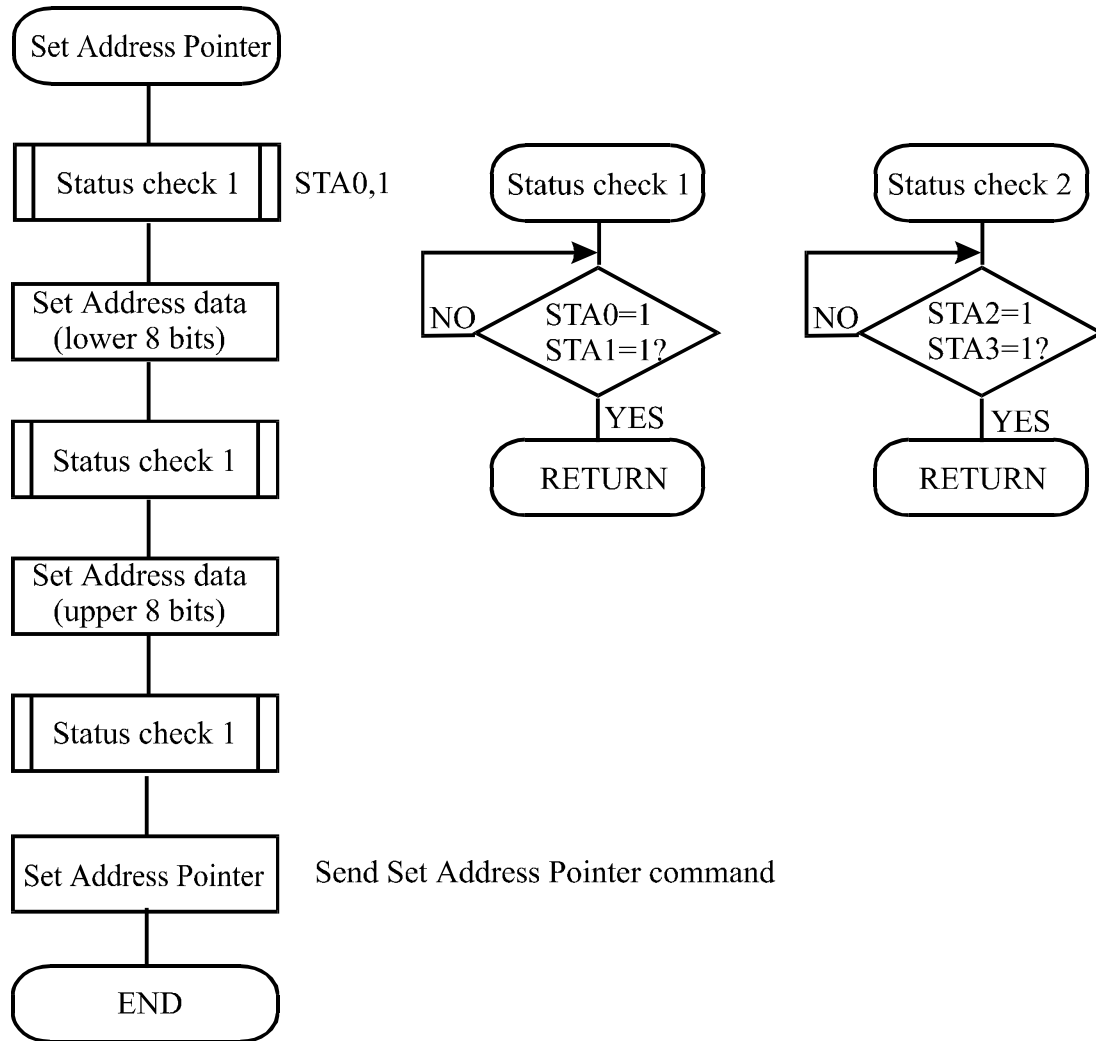 Set Address Pointer
Status check 1
STA0,1
Set Address data
(lower 8 bits)
Status check 1
Set Address data
(upper 8 bits)
Status check 1
Set Address Pointer
Send Set Address Pointer command
END
Status check 1
NO
STA0=1
STA1=1?
YES
RETURN
Status check 2
NO
STA2=1
STA3=1?
YES
RETURN